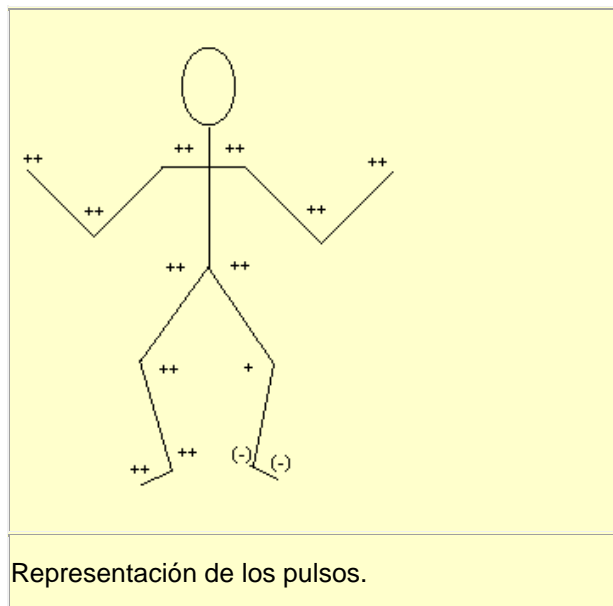 ++ ++ ++ ++
++ ++
++ ++
++ +
++ ++ (-) (-)
Representación de los pulsos.